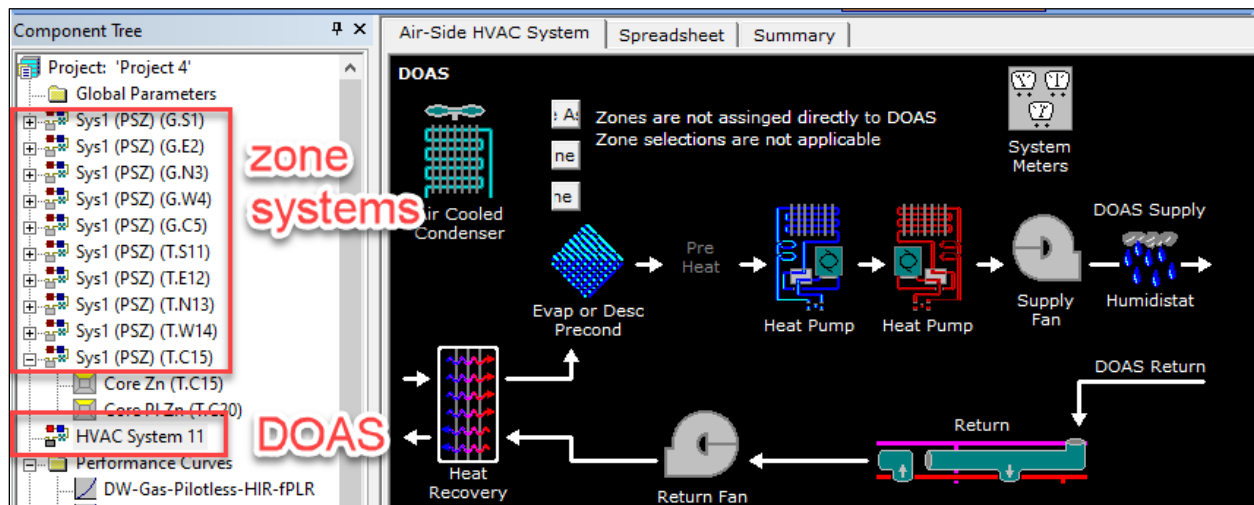 Component Tree
Project: 'Project 4'
Global Parameters
Sys1 (PSZ) (G.S1)
Sys1 (PSZ) (G.E2)
Sys1 (PSZ) (G.N3)
Sys1 (PSZ) (G.W4)
Sys1 (PSZ) (G.C5)
Sys1 (PSZ) (T.S11)
Sys1 (PSZ) (T.E12)
Sys1 (PSZ) (T.N13)
Sys1 (PSZ) (T.W14)
Sys1 (PSZ) (T.C15)
Core Zn (T.C15)
Core Pl Zn (T.C20)
HVAC System 11
Performance Curves
DW-Gas-Pilotless-HIR-fPLR
zone
systems
DOAS
Air-Side HVAC System
Spreadsheet
Summary
DOAS
Zones are not assinged directly to DOAS
Zone selections are not applicable
System
Meters
Air Cooled
Condenser
Evap or Desc
Precond
Pre
Heat
Heat Pump
Heat Pump
Supply
Fan
DOAS Supply
Humidistat
DOAS Return
Return
Return Fan
Heat
Recovery